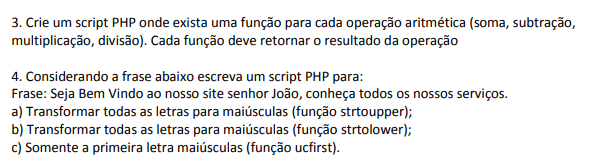 3. Crie um script PHP onde exista uma função para cada operação aritmética (soma, subtração,
multiplicação, divisão). Cada função deve retornar o resultado da operação
4. Considerando a frase abaixo escreva um script PHP para:
Frase: Seja Bem Vindo ao nosso site senhor João, conheça todos os nossos serviços.
a) Transformar todas as letras para maiúsculas (função strtoupper);
b) Transformar todas as letras para maiúsculas (função strtolower);
c) Somente a primeira letra maiúsculas (função ucfirst).